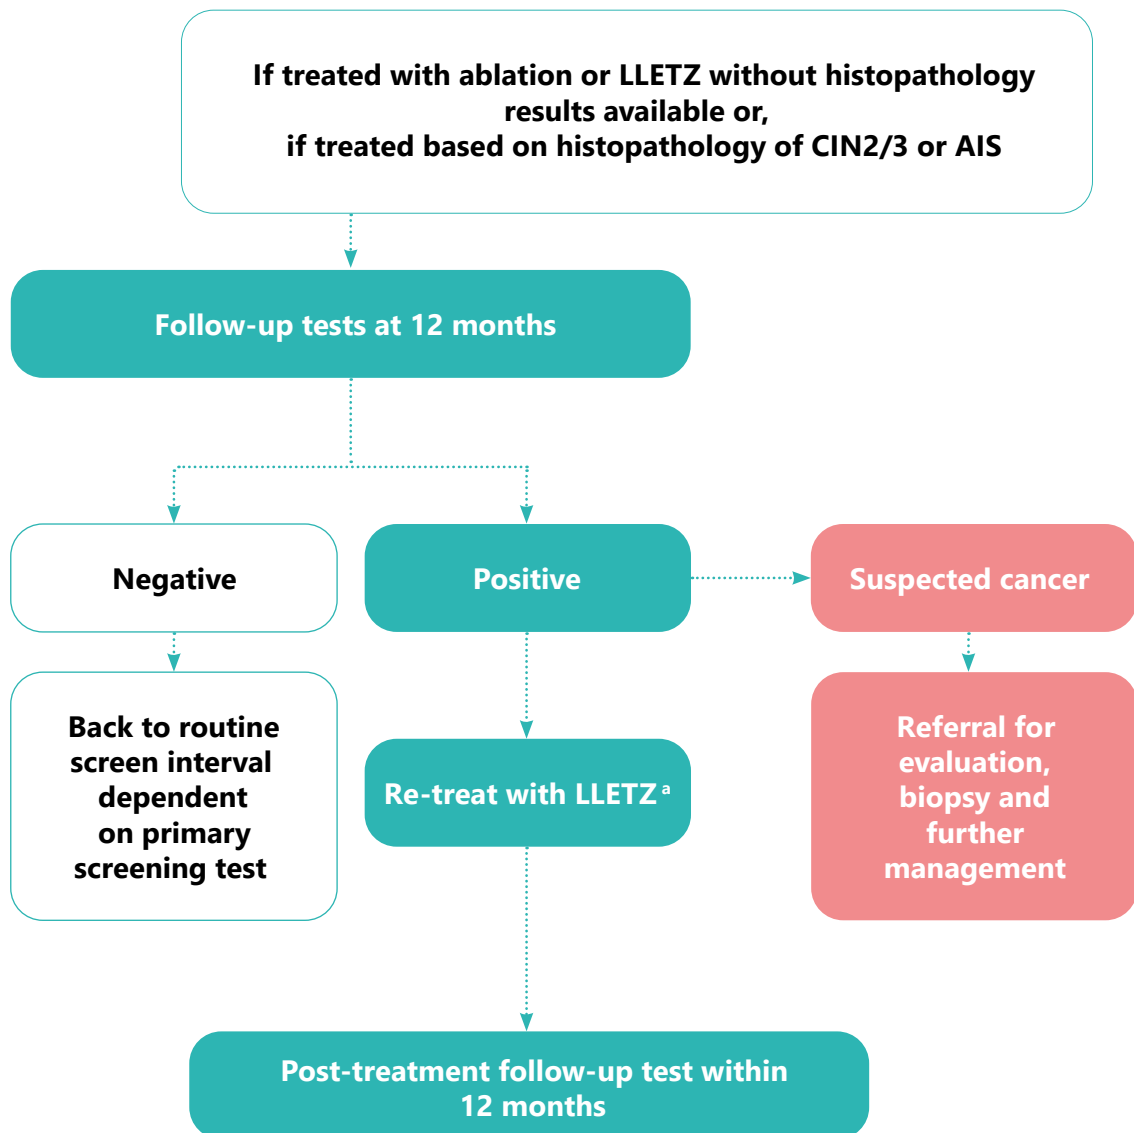 If treated with ablation or LLETZ without histopathology
results available or,
if treated based on histopathology of CIN2/3 or AIS
Follow-up tests at 12 months
Negative
Positive
Suspected cancer
Back to routine
screen interval
dependent
on primary
screening test
Re-treat with LLETZ a
Referral for
evaluation,
biopsy and
further
management
Post-treatment follow-up test within
12 months